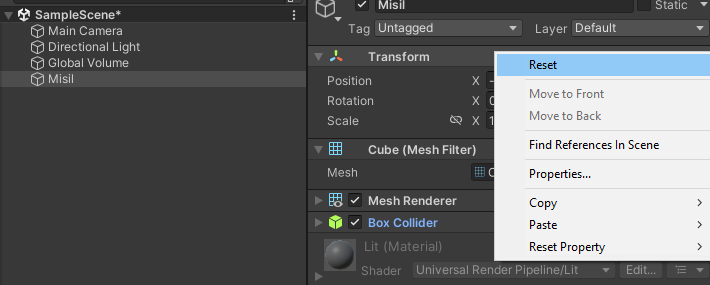 SampleScene*
Main Camera
Directional Light
Global Volume
Misil
Misil
Static
Tag Untagged Layer Default
Transform
Position X -
Rotation X 0
Scale X 1
Cube (Mesh Filter)
Mesh
Mesh Renderer
Box Collider
Lit (Material)
Shader Universal Render Pipeline/Lit Edit...
Reset
Move to Front
Move to Back
Find References In Scene
Properties...
Copy
Paste
Reset Property